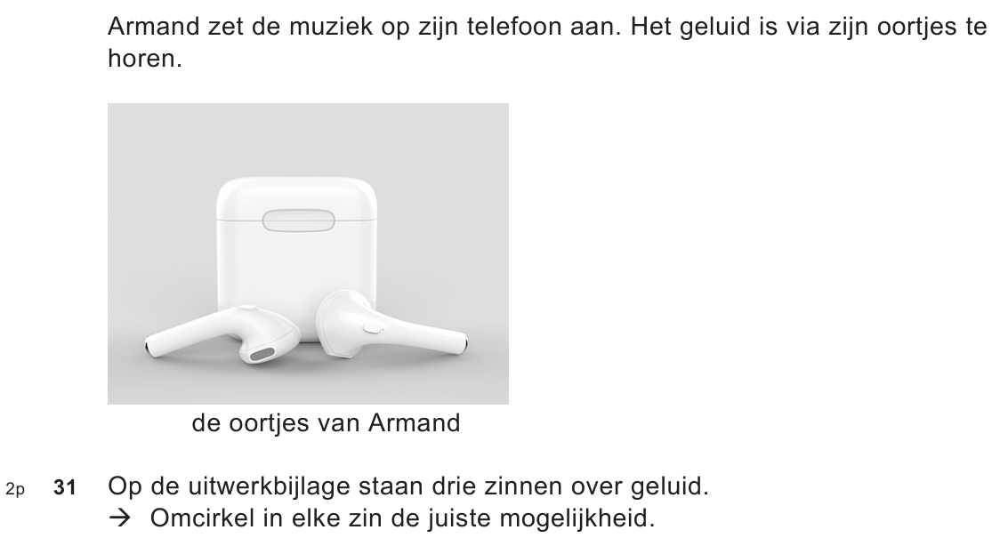 Armand zet de muziek op zijn telefoon aan. Het geluid is via zijn oortjes te
horen.
de oortjes van Armand
2p 31 Op de uitwerkbijlage staan drie zinnen over geluid.
→ Omcirkel in elke zin de juiste mogelijkheid.